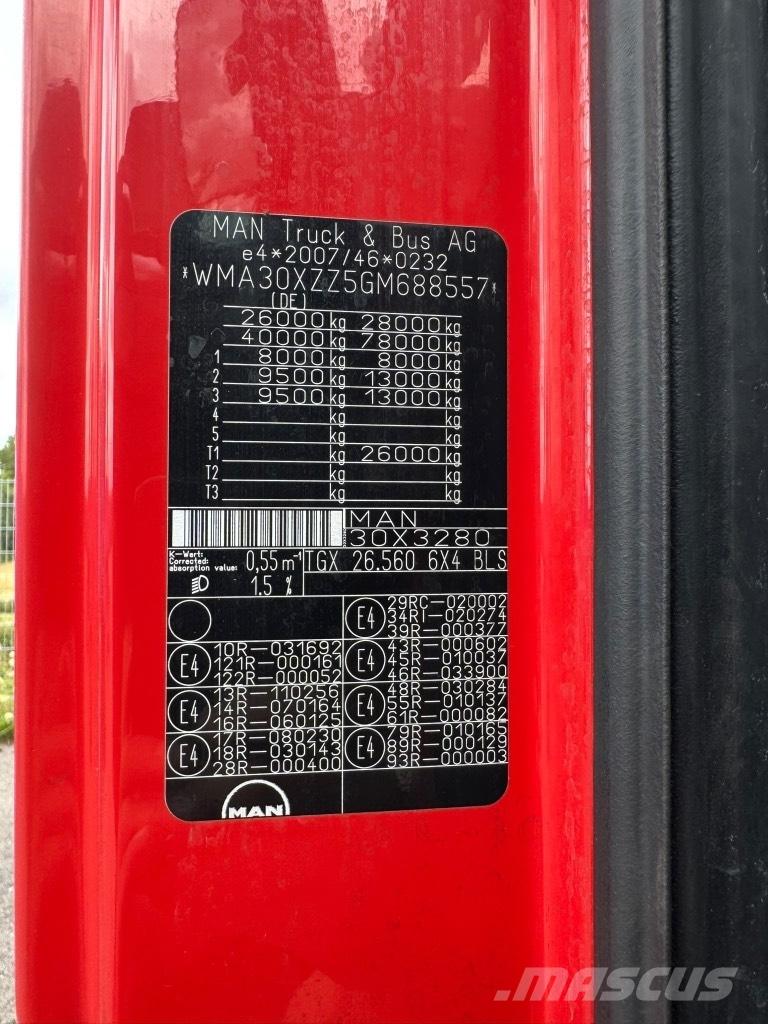 MAN Truck & Bus AG
e4*2007/46*0232
*WMA30XZZ5GM688557*
(DE)
26000 kg 28000 kg
40000 kg 78000 kg
1 8000 kg 8000 kg
2 9500 kg 13000 kg
3 9500 kg 13000 kg
4 kg kg
5 kg kg
T1 kg 26000 kg
T2 kg kg
T3 kg kg
MAN
30X3280
K-Wert:
Corrected:
absorption value: 0,55 m⁻¹
TGX 26.560 6X4 BLS
1.5 %
E4 29RC-020002
34RI-020274
39R-000377
E4 10R-031692
121R-000161
122R-000052
E4 43R-000602
45R-010037
46R-033900
E4 13R-110256
14R-070164
16R-060125
48R-030284
55R-010137
61R-000082
E4 17R-080230
18R-030143
28R-000400
E4 79R-010165
89R-000129
93R-000003
MAN
MASCUS